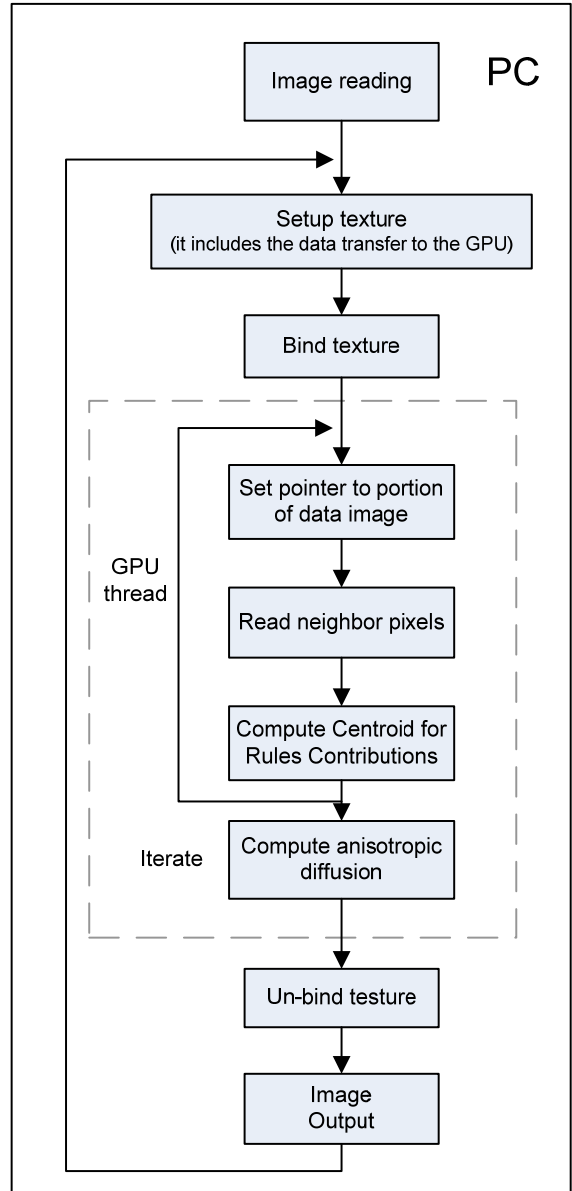 PC
Image reading
Setup texture
(it includes the data transfer to the GPU)
Bind texture
Set pointer to portion
of data image
GPU
thread
Read neighbor pixels
Compute Centroid for
Rules Contributions
Iterate
Compute anisotropic
diffusion
Un-bind testure
Image
Output